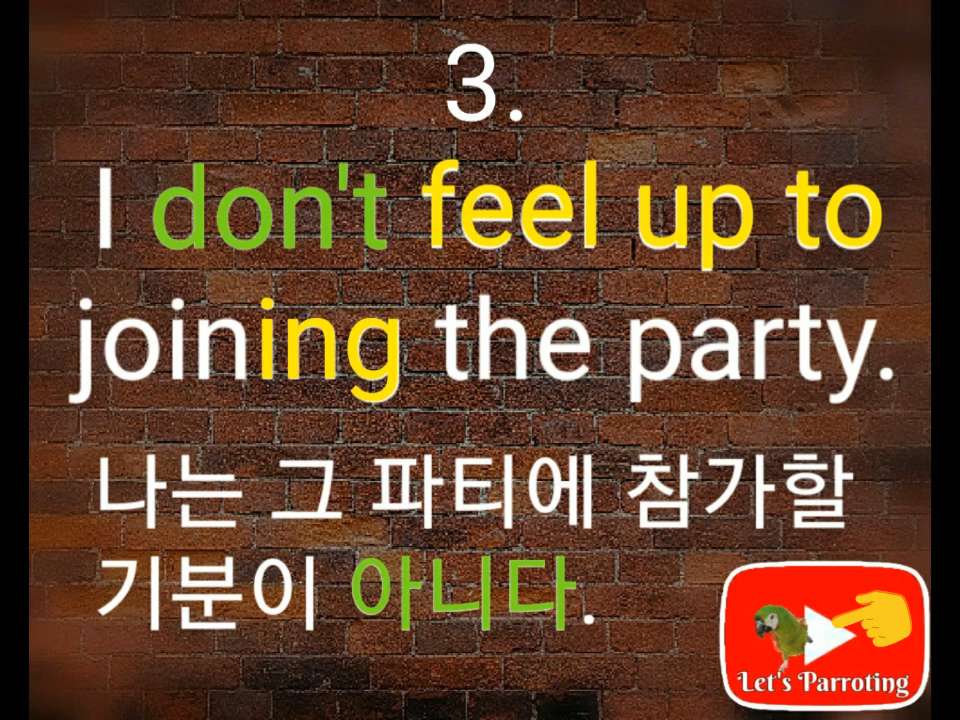 3.
I don't feel up to
joining the party.
나는 그 파티에 참가할
기분이 아니다.
Let's Parroting